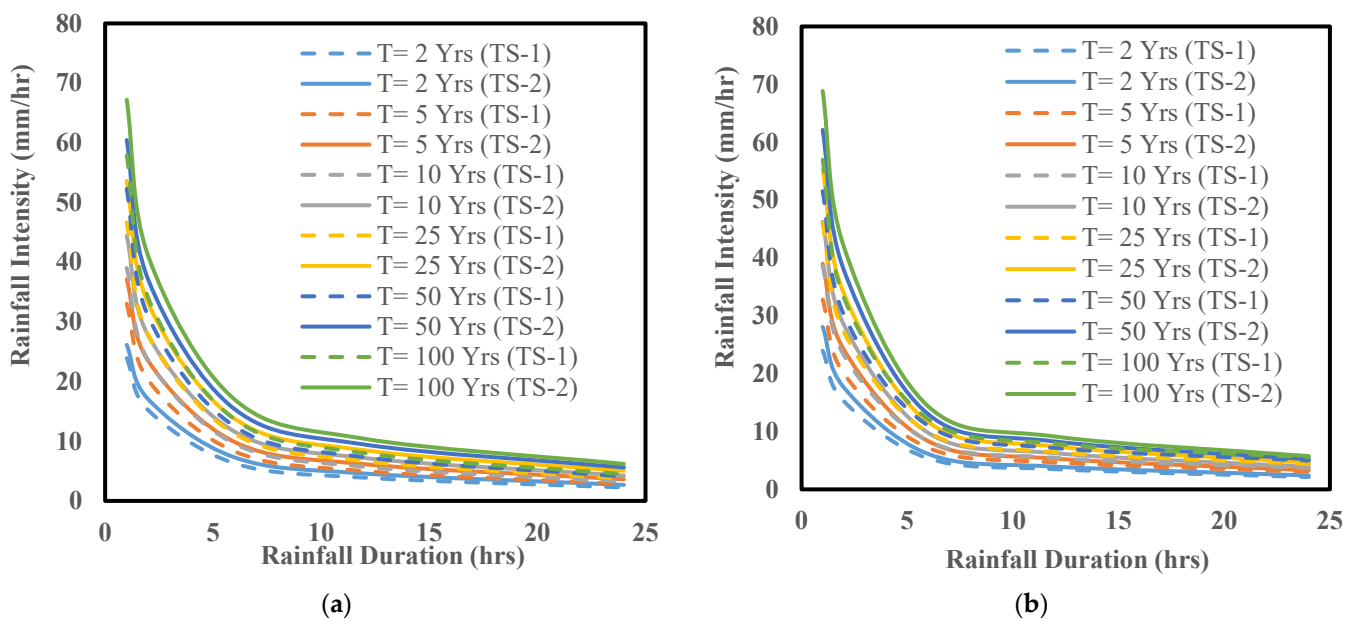 80
70
60
50
40
30
20
10
0
Rainfall Intensity (mm/hr)
T= 2 Yrs (TS-1)
T= 2 Yrs (TS-2)
T= 5 Yrs (TS-1)
T= 5 Yrs (TS-2)
T= 10 Yrs (TS-1)
T= 10 Yrs (TS-2)
T= 25 Yrs (TS-1)
T= 25 Yrs (TS-2)
T= 50 Yrs (TS-1)
T= 50 Yrs (TS-2)
T= 100 Yrs (TS-1)
T= 100 Yrs (TS-2)
0 5 10 15 20 25
Rainfall Duration (hrs)
(a)
80
70
60
50
40
30
20
10
0
Rainfall Intensity (mm/hr)
T= 2 Yrs (TS-1)
T= 2 Yrs (TS-2)
T= 5 Yrs (TS-1)
T= 5 Yrs (TS-2)
T= 10 Yrs (TS-1)
T= 10 Yrs (TS-2)
T= 25 Yrs (TS-1)
T= 25 Yrs (TS-2)
T= 50 Yrs (TS-1)
T= 50 Yrs (TS-2)
T= 100 Yrs (TS-1)
T= 100 Yrs (TS-2)
0 5 10 15 20 25
Rainfall Duration (hrs)
(b)